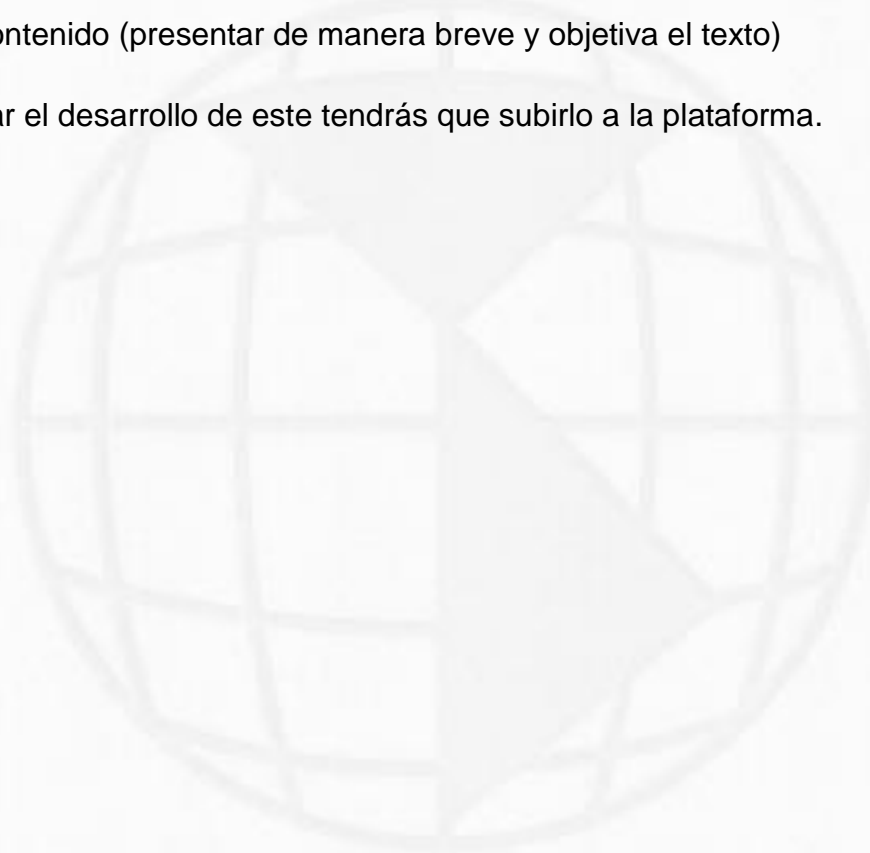 ontenido (presentar de manera breve y objetiva el texto)
ar el desarrollo de este tendrás que subirlo a la plataforma.